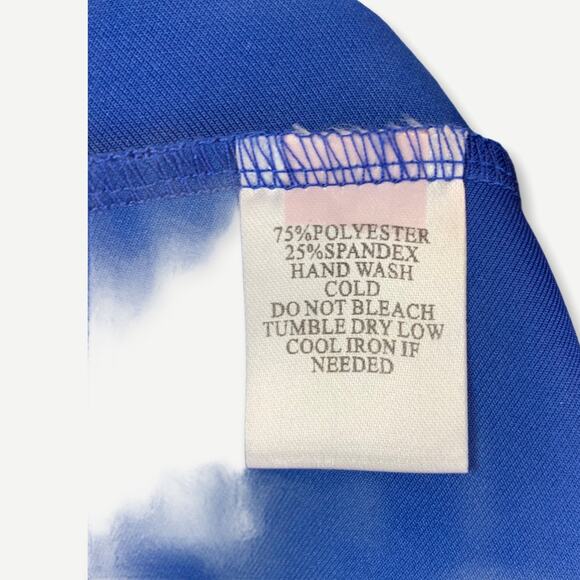 75%POLYESTER
25%SPANDEX
HAND WASH
COLD
DO NOT BLEACH
TUMBLE DRY LOW
COOL IRON IF
NEEDED